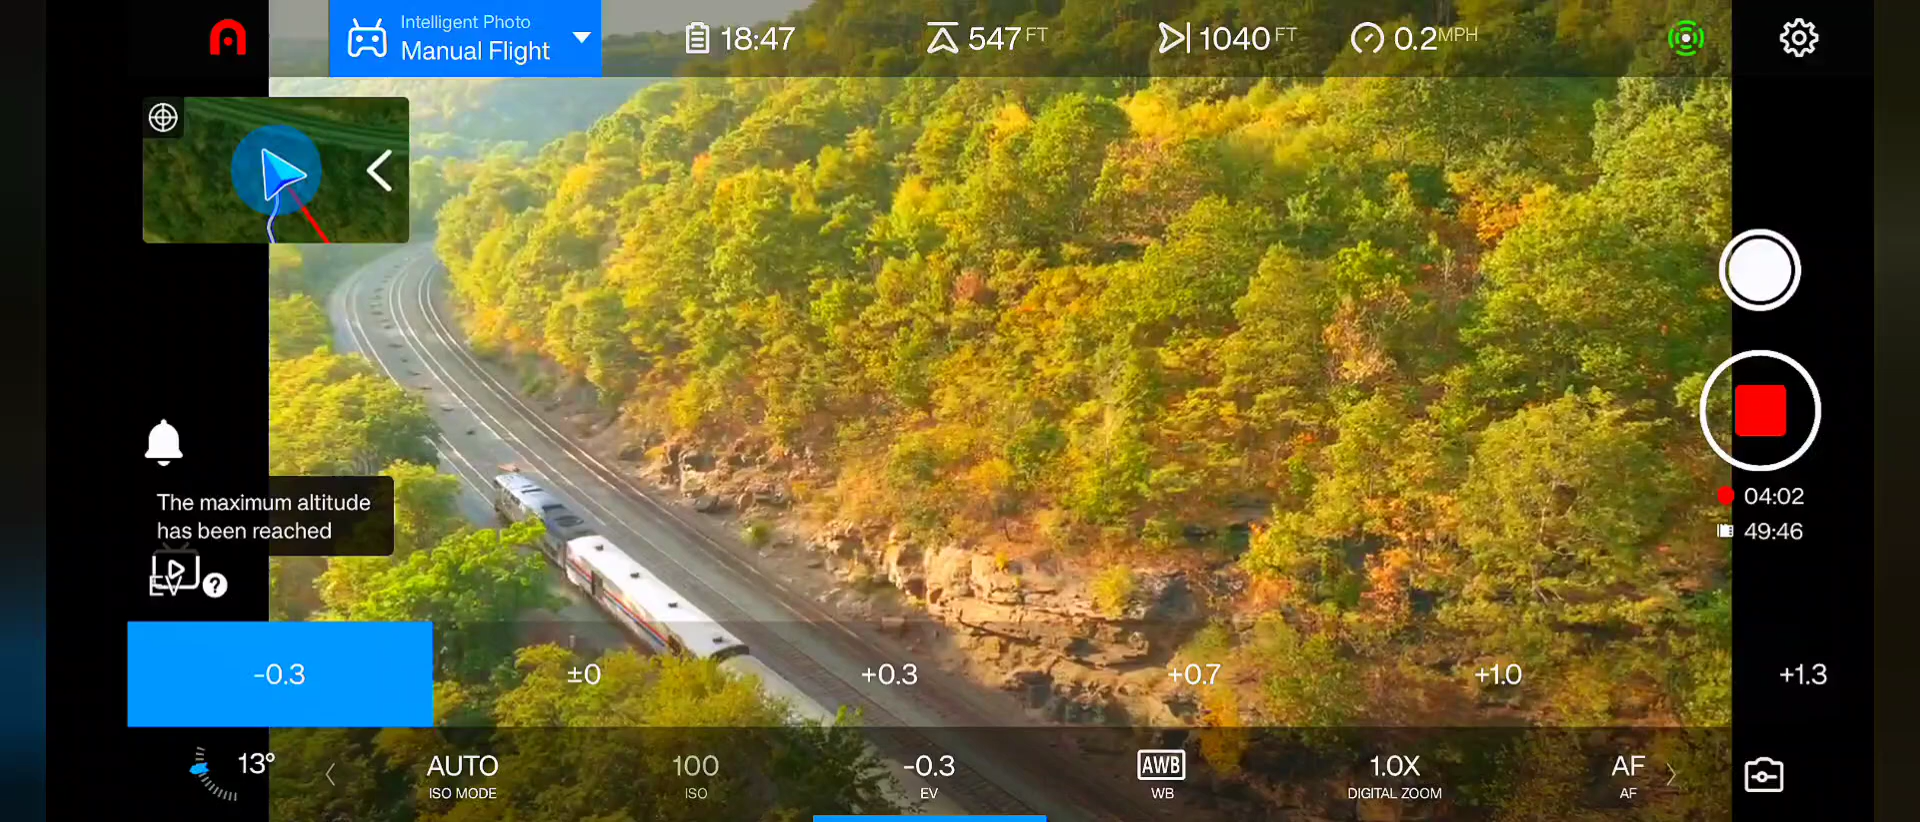 Intelligent Photo
Manual Flight
18:47
547 FT
1040 FT
0.2 MPH
The maximum altitude
has been reached
EV
?
04:02
49:46
-0.3
±0
+0.3
+0.7
+1.0
+1.3
13°
AUTO
ISO MODE
100
ISO
-0.3
EV
AWB
WB
1.0X
DIGITAL ZOOM
AF
AF